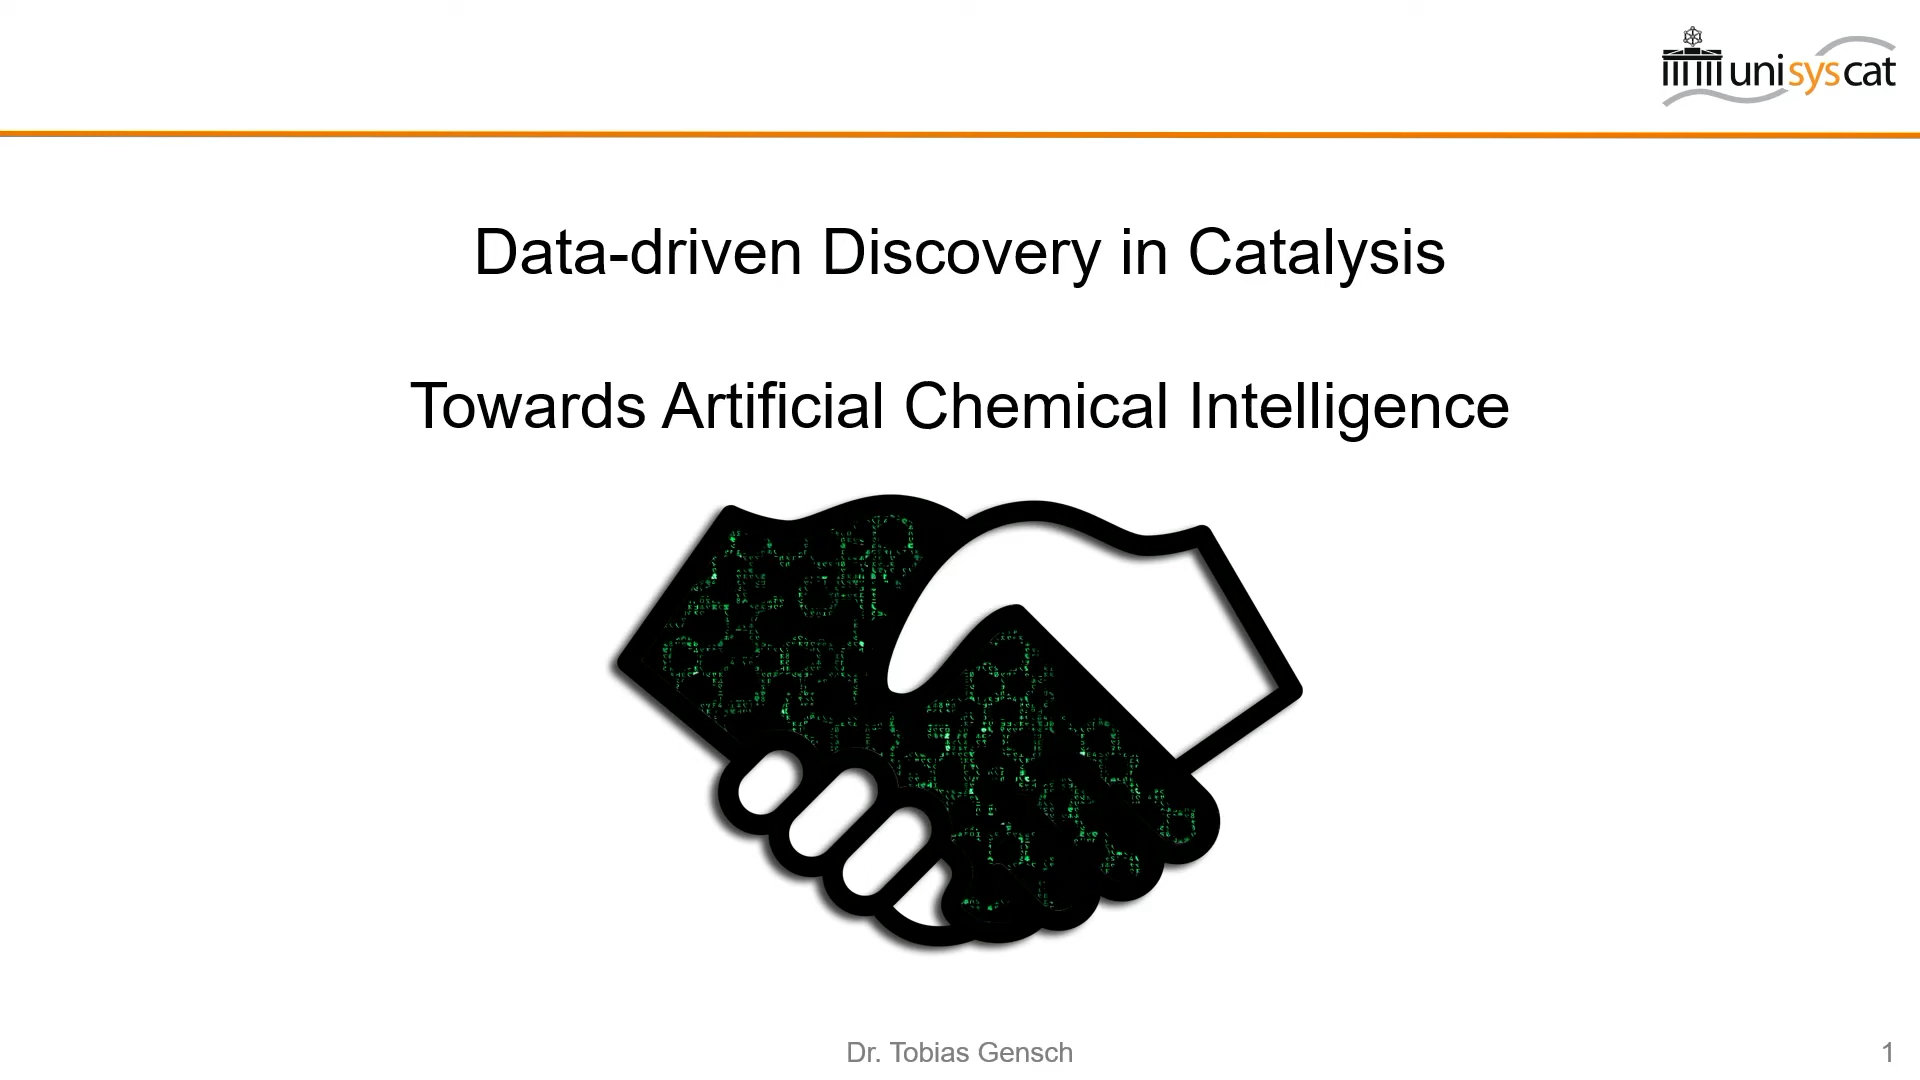 unisyscat
Data-driven Discovery in Catalysis
Towards Artificial Chemical Intelligence
Dr. Tobias Gensch
1